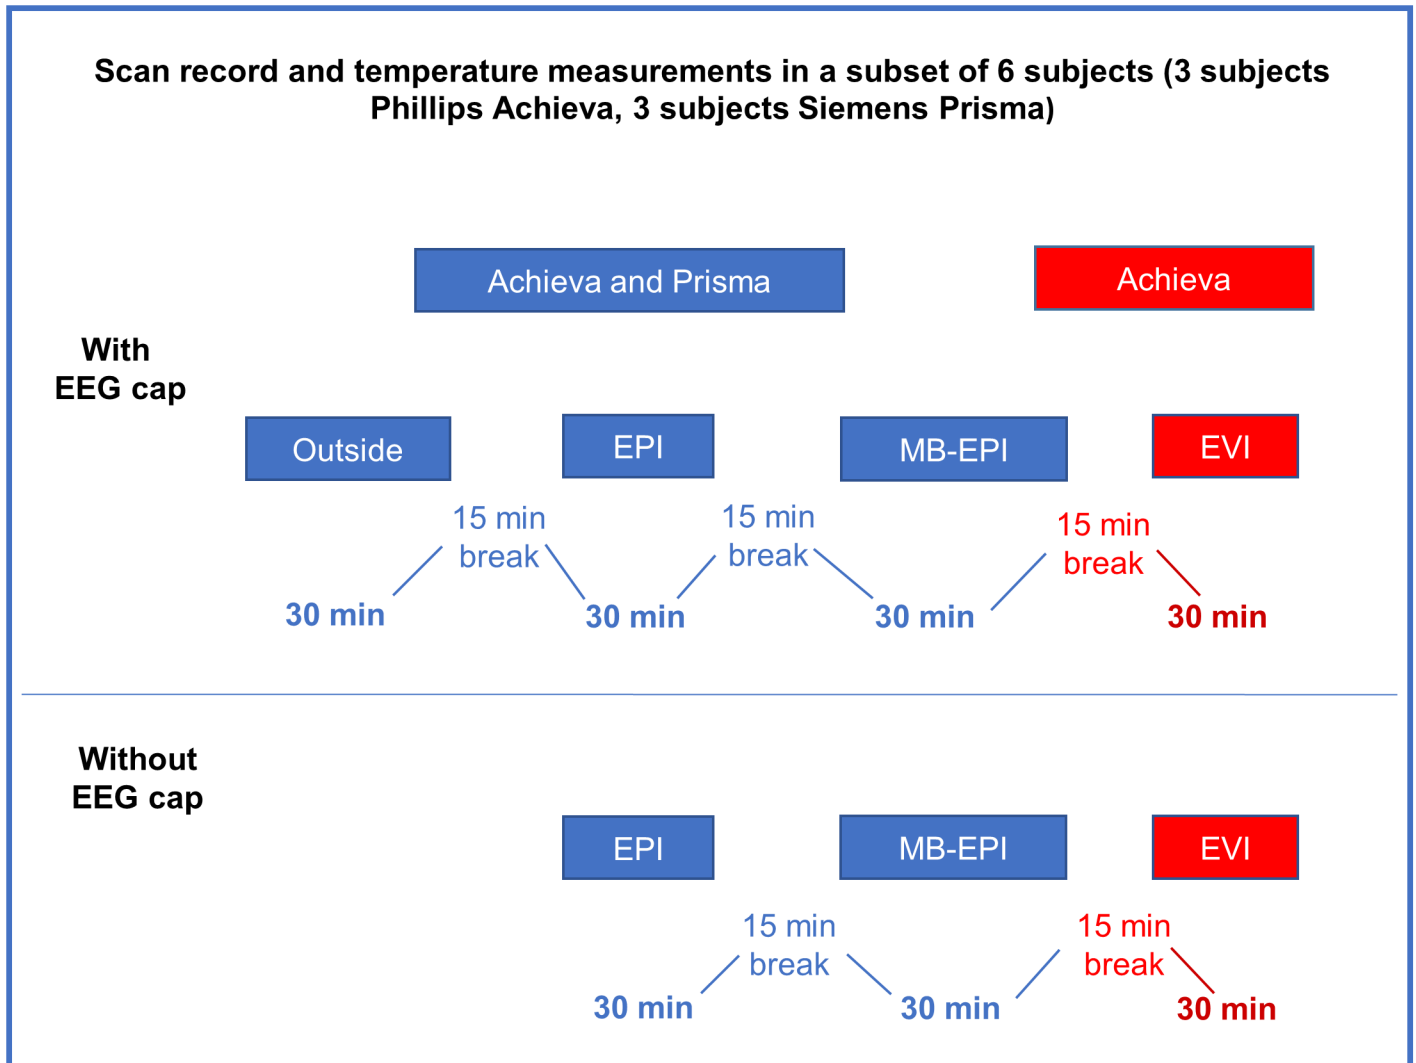 Scan record and temperature measurements in a subset of 6 subjects (3 subjects
Phillips Achieva, 3 subjects Siemens Prisma)
Achieva and Prisma
Achieva
With
EEG cap
Outside
EPI
MB-EPI
EVI
15 min
break
15 min
break
15 min
break
30 min
30 min
30 min
30 min
Without
EEG cap
EPI
MB-EPI
EVI
15 min
break
15 min
break
30 min
30 min
30 min